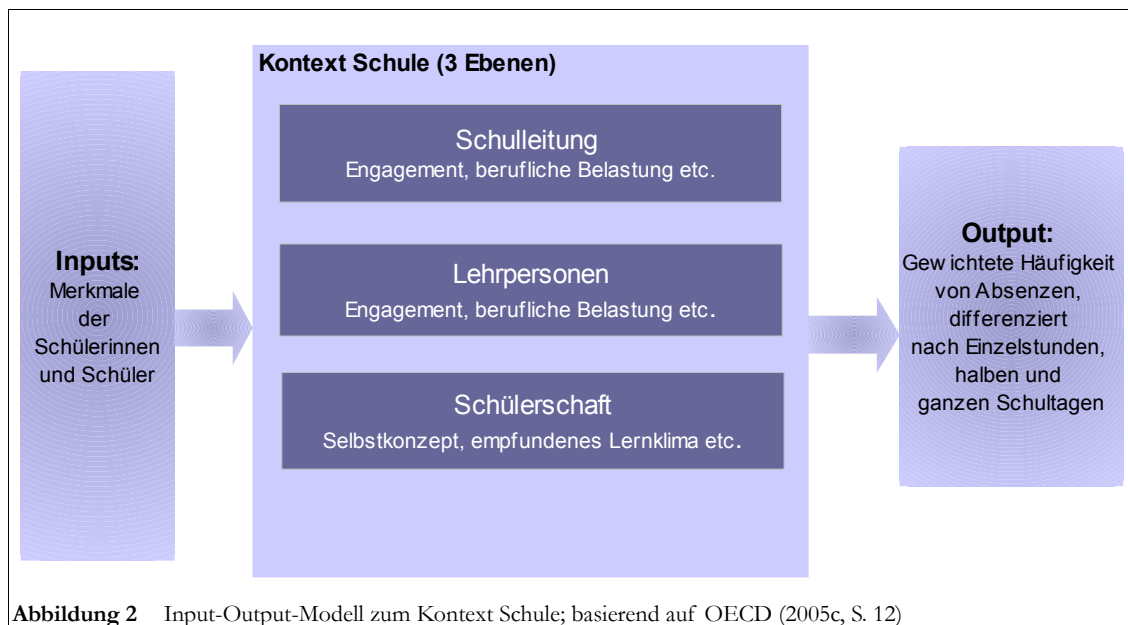 Kontext Schule (3 Ebenen)
Schulleitung
Engagement, berufliche Belastung etc.
Lehrpersonen
Engagement, berufliche Belastung etc.
Schülerschaft
Selbstkonzept, empfundenes Lernklima etc.
Inputs:
Merkmale
der
Schülerinnen
und Schüler
Output:
Gewichtete Häufigkeit
von Absenzen,
differenziert
nach Einzelstunden,
halben und
ganzen Schultagen
Abbildung 2 Input-Output-Modell zum Kontext Schule; basierend auf OECD (2005c, S. 12)